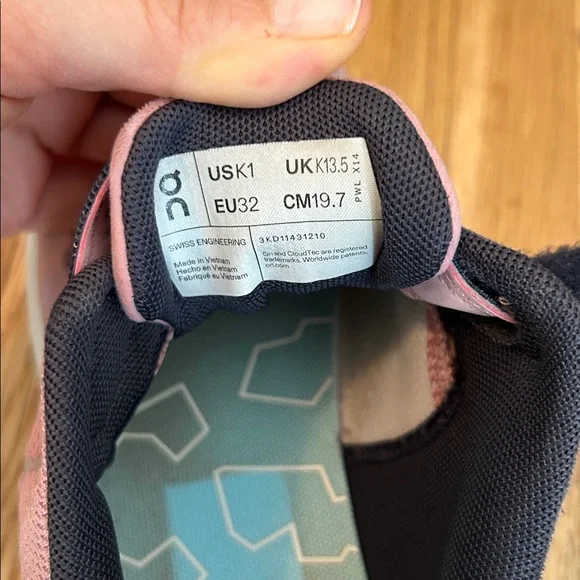 on
USK1 UKK13.5
EU32 CM19.7
PWL X14
SWISS ENGINEERING
3KD11431210
Made in Vietnam
Hecho en Vietnam
Fabriqué en Vietnam
On and CloudTec are registered
trademarks. Worldwide patents:
on.com